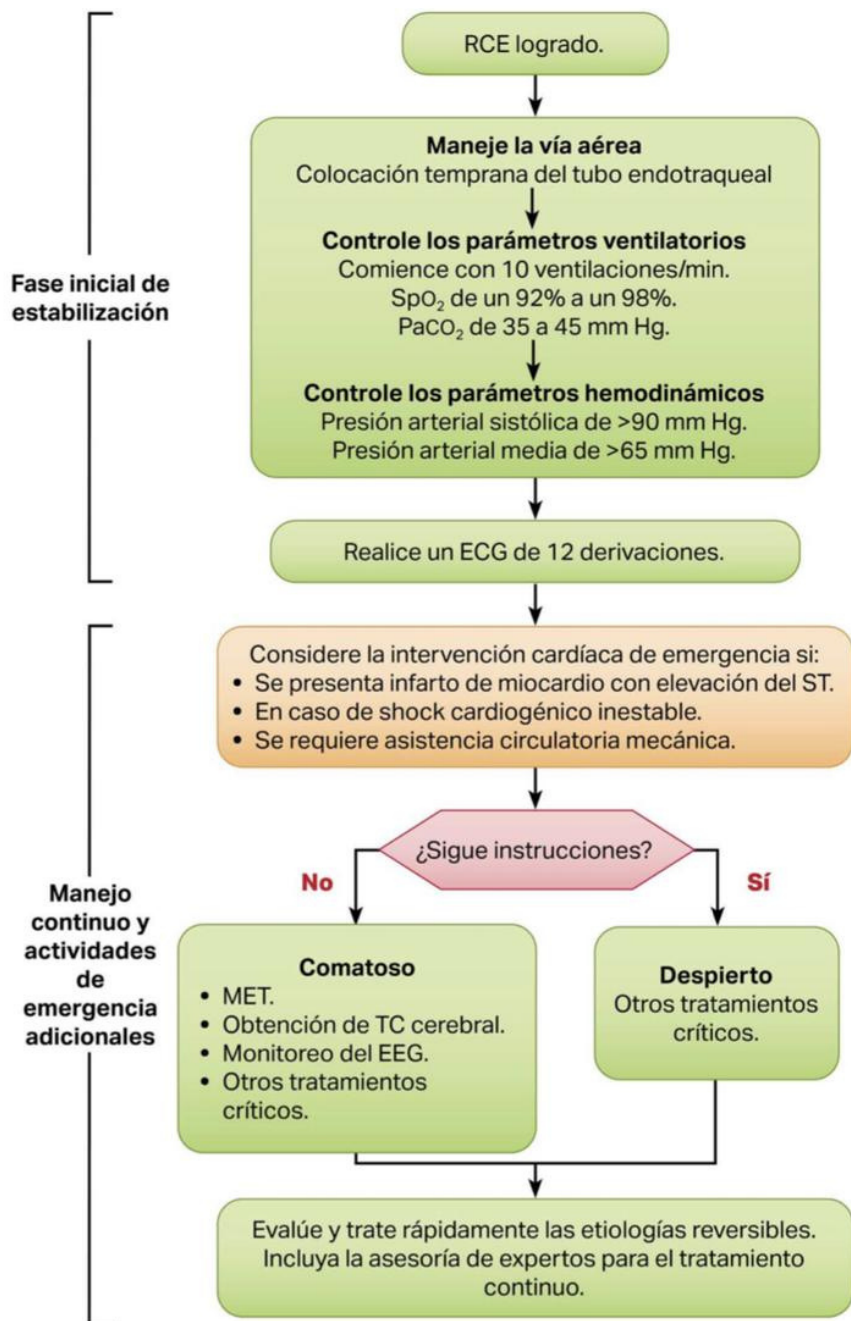 RCE logrado.
Maneje la vía aérea
Colocación temprana del tubo endotraqueal
Controle los parámetros ventilatorios
Comience con 10 ventilaciones/min.
SpO₂ de un 92% a un 98%.
PaCO₂ de 35 a 45 mm Hg.
Controle los parámetros hemodinámicos
Presión arterial sistólica de >90 mm Hg.
Presión arterial media de >65 mm Hg.
Fase inicial de
estabilización
Realice un ECG de 12 derivaciones.
Considere la intervención cardíaca de emergencia si:
• Se presenta infarto de miocardio con elevación del ST.
• En caso de shock cardiogénico inestable.
• Se requiere asistencia circulatoria mecánica.
¿Sigue instrucciones?
No
Sí
Manejo
continuo y
actividades
de
emergencia
adicionales
Comatoso
• MET.
• Obtención de TC cerebral.
• Monitoreo del EEG.
• Otros tratamientos
críticos.
Despierto
Otros tratamientos
críticos.
Evalúe y trate rápidamente las etiologías reversibles.
Incluya la asesoría de expertos para el tratamiento
continuo.